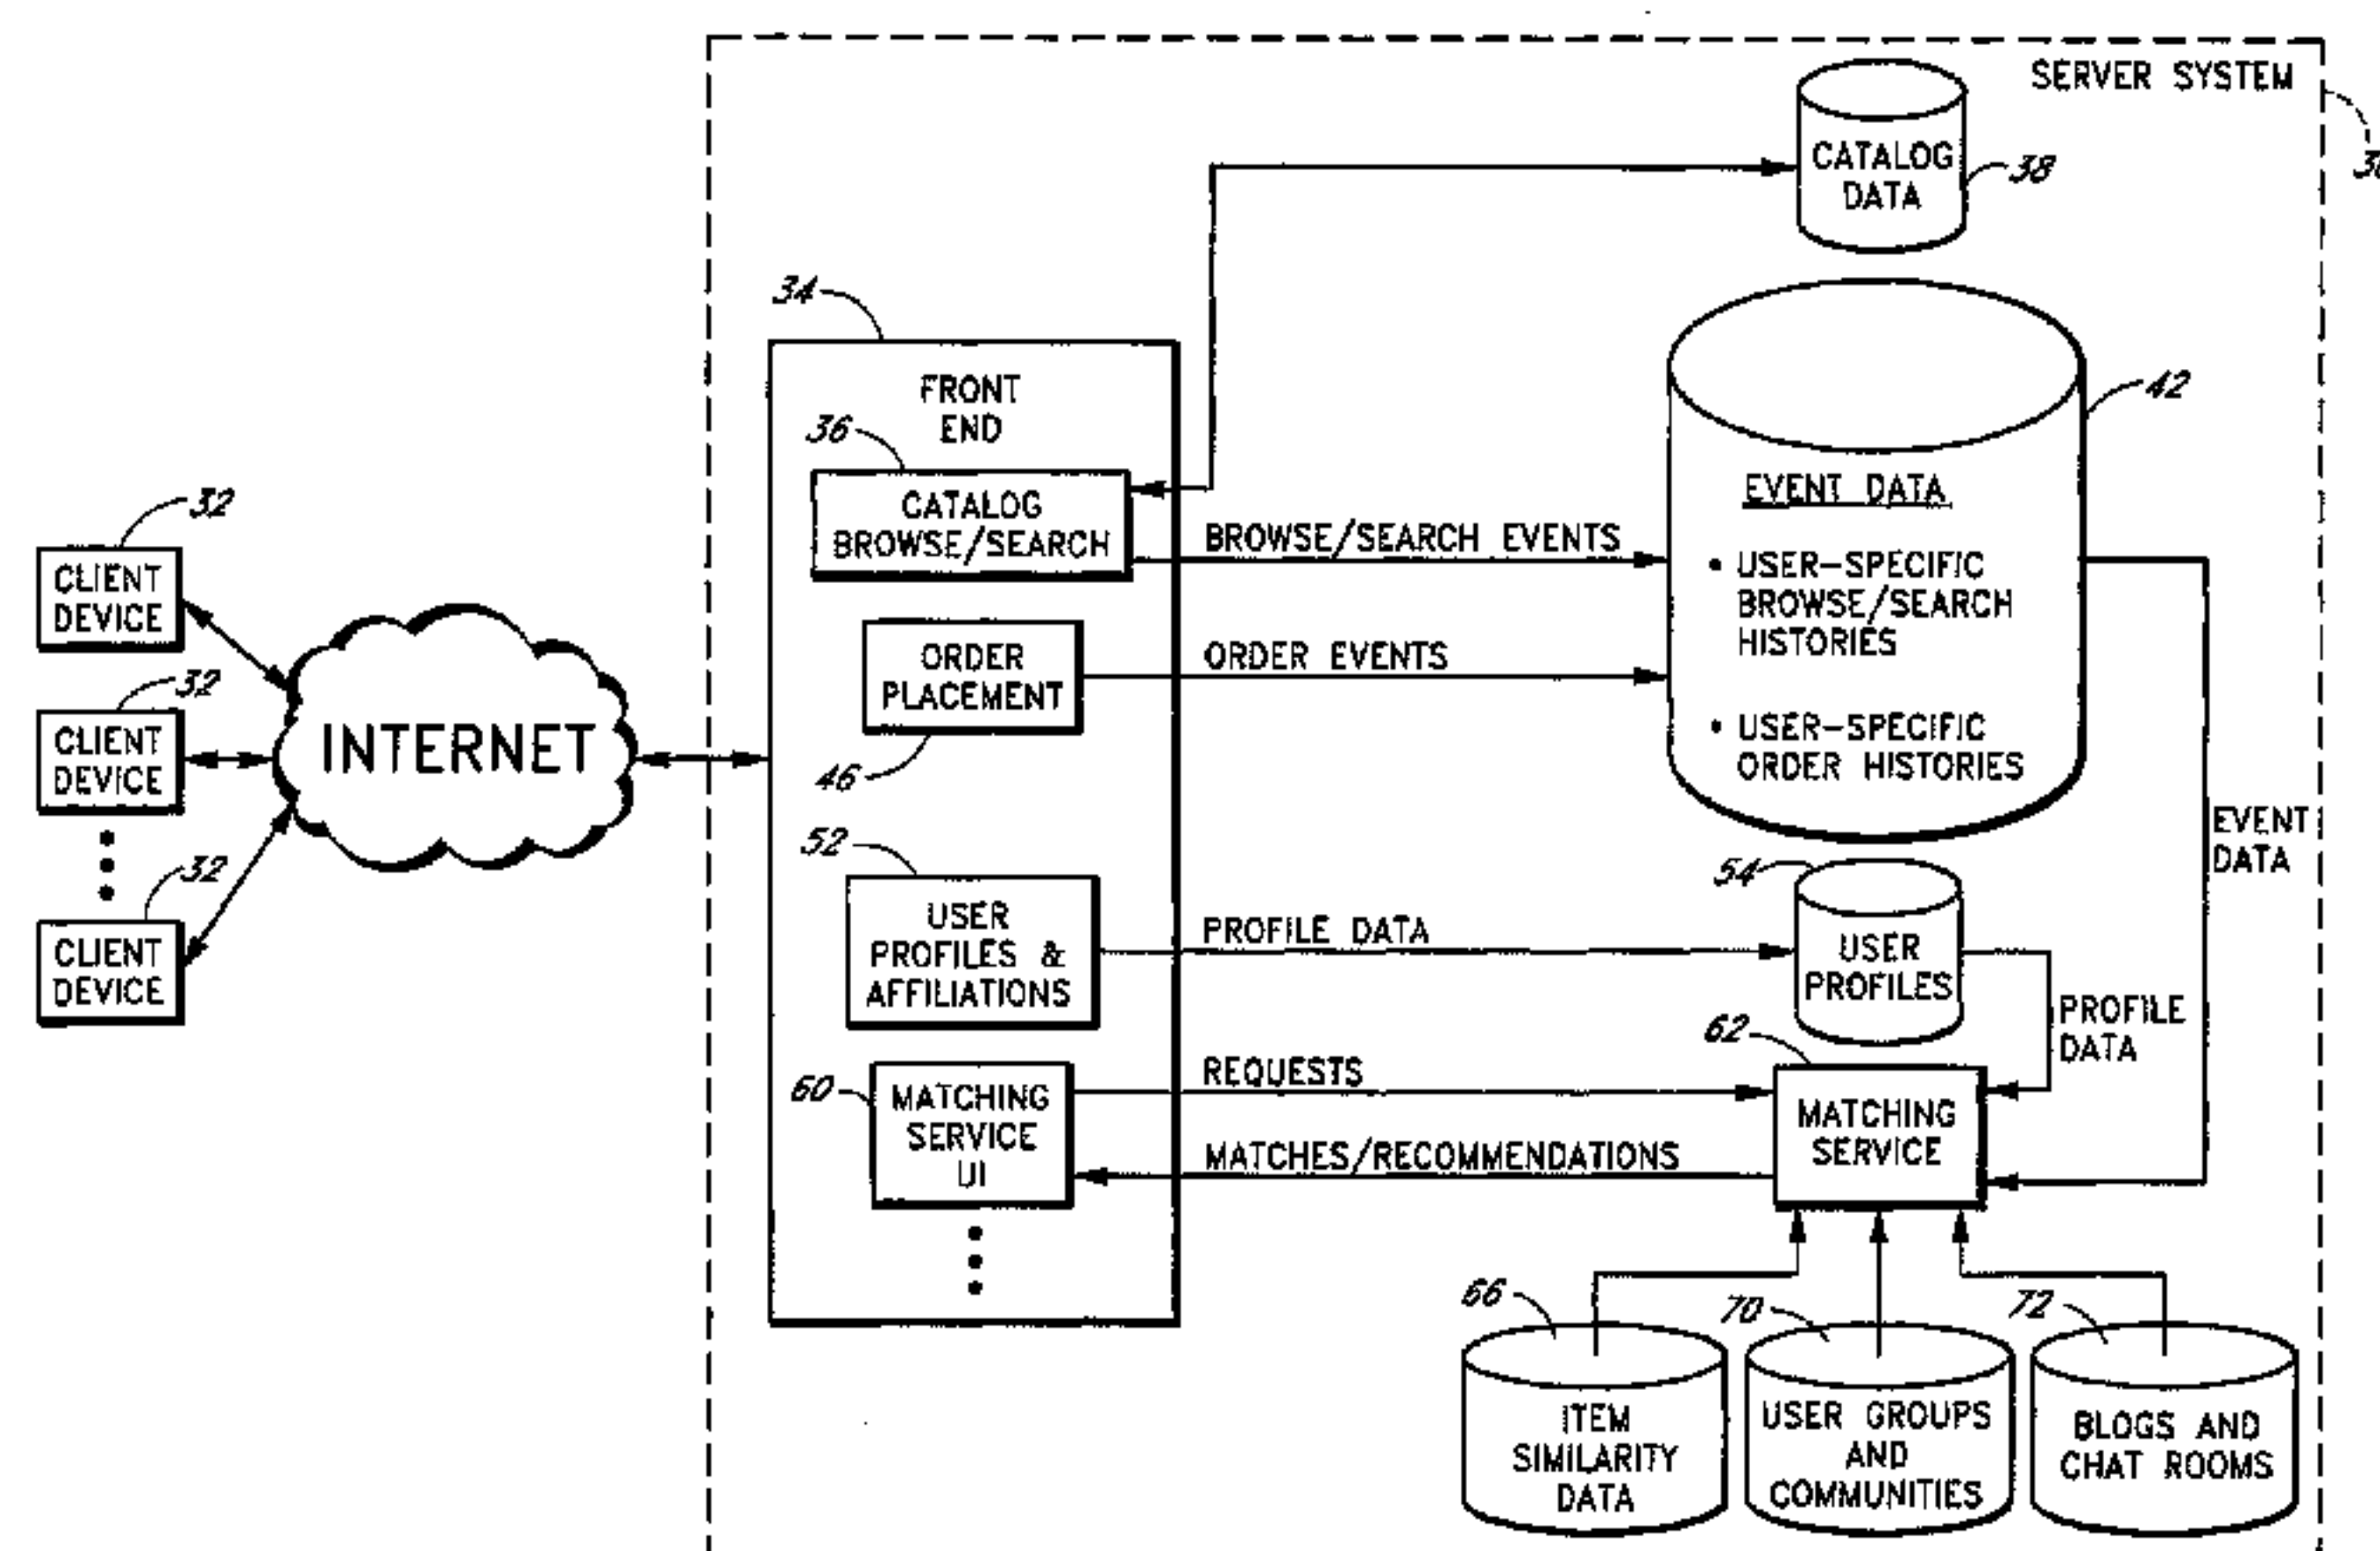 SERVER SYSTEM
CATALOG
DATA
38
34
FRONT
END
36
CATALOG
BROWSE/SEARCH
42
EVENT DATA
• USER-SPECIFIC
BROWSE/SEARCH
HISTORIES
• USER-SPECIFIC
ORDER HISTORIES
BROWSE/SEARCH EVENTS
ORDER
PLACEMENT
46
ORDER EVENTS
32
CLIENT
DEVICE
32
CLIENT
DEVICE
32
CLIENT
DEVICE
INTERNET
EVENT
DATA
52
USER
PROFILES &
AFFILIATIONS
PROFILE DATA
54
USER
PROFILES
PROFILE
DATA
60
MATCHING
SERVICE
UI
REQUESTS
MATCHES/RECOMMENDATIONS
62
MATCHING
SERVICE
66
ITEM
SIMILARITY
DATA
70
USER GROUPS
AND
COMMUNITIES
72
BLOGS AND
CHAT ROOMS